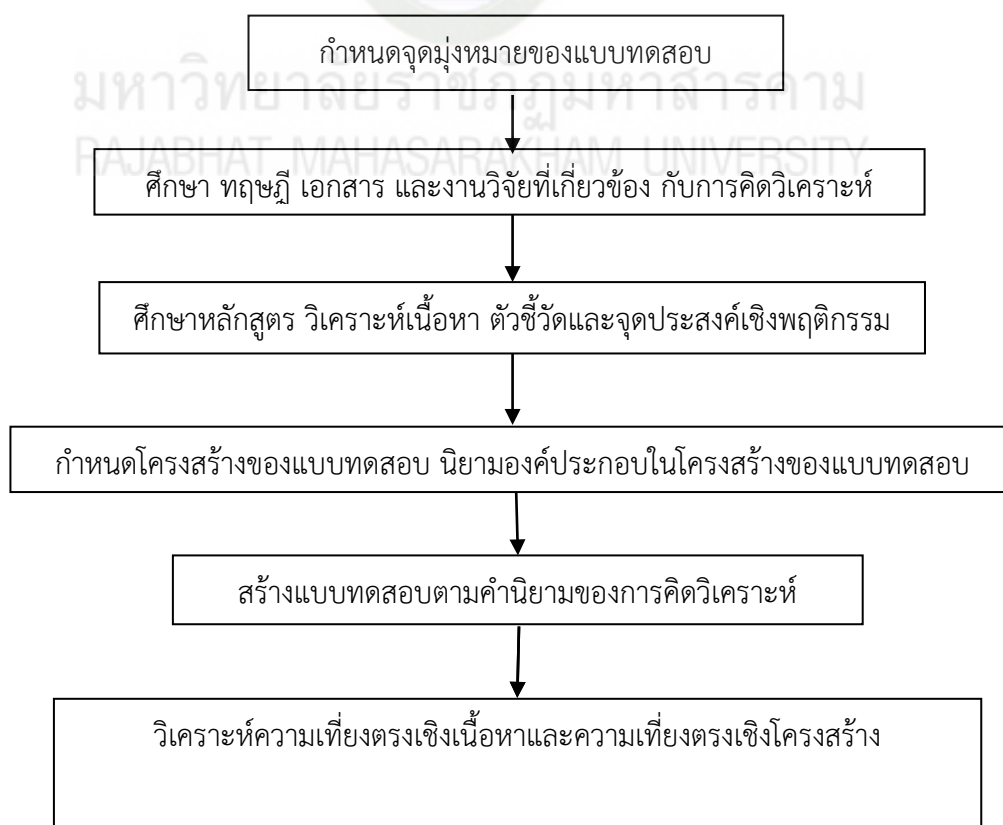 กำหนดจุดมุ่งหมายของแบบทดสอบ
มหาวิทยาลัยราชภัฏมหาสารคาม
RAJABHAT MAHASARAKHAM UNIVERSITY
ศึกษา ทฤษฎี เอกสาร และงานวิจัยที่เกี่ยวข้อง กับการคิดวิเคราะห์
ศึกษาหลักสูตร วิเคราะห์เนื้อหา ตัวชี้วัดและจุดประสงค์เชิงพฤติกรรม
กำหนดโครงสร้างของแบบทดสอบ นิยามองค์ประกอบในโครงสร้างของแบบทดสอบ
สร้างแบบทดสอบตามคำนิยามของการคิดวิเคราะห์
วิเคราะห์ความเที่ยงตรงเชิงเนื้อหาและความเที่ยงตรงเชิงโครงสร้าง